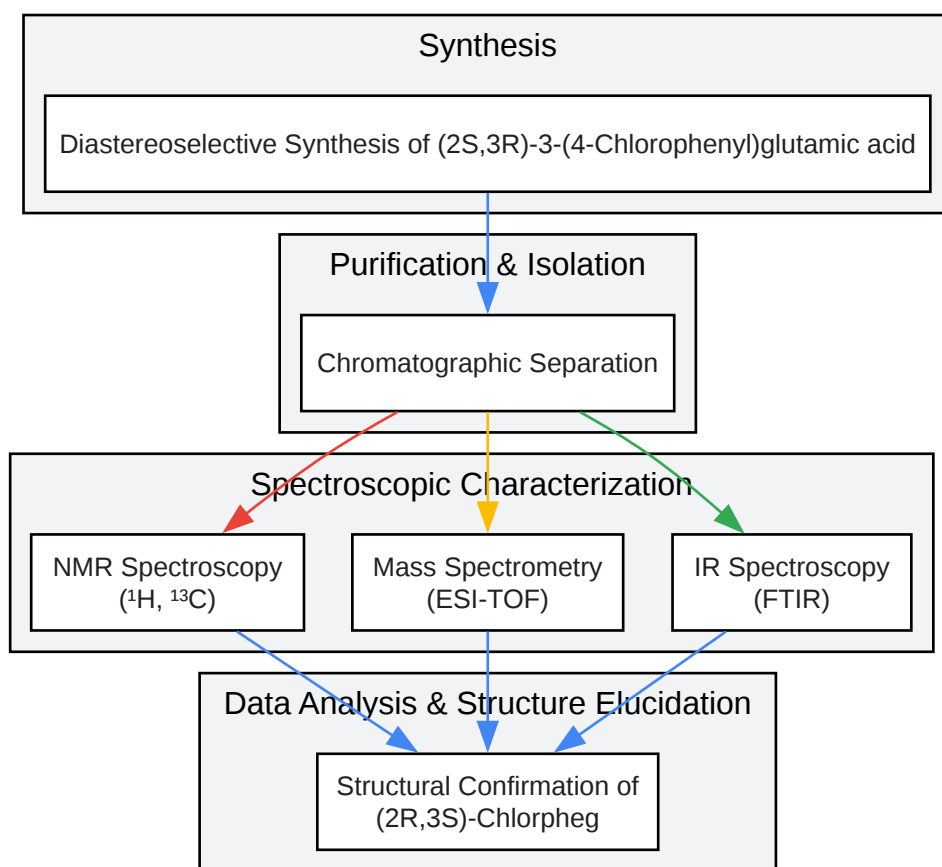 Synthesis
Diastereoselective Synthesis of (2S,3R)-3-(4-Chlorophenyl)glutamic acid
Purification & Isolation
Chromatographic Separation
Spectroscopic Characterization
NMR Spectroscopy
(¹H, ¹³C)
Mass Spectrometry
(ESI-TOF)
IR Spectroscopy
(FTIR)
Data Analysis & Structure Elucidation
Structural Confirmation of
(2R,3S)-Chlorpheg